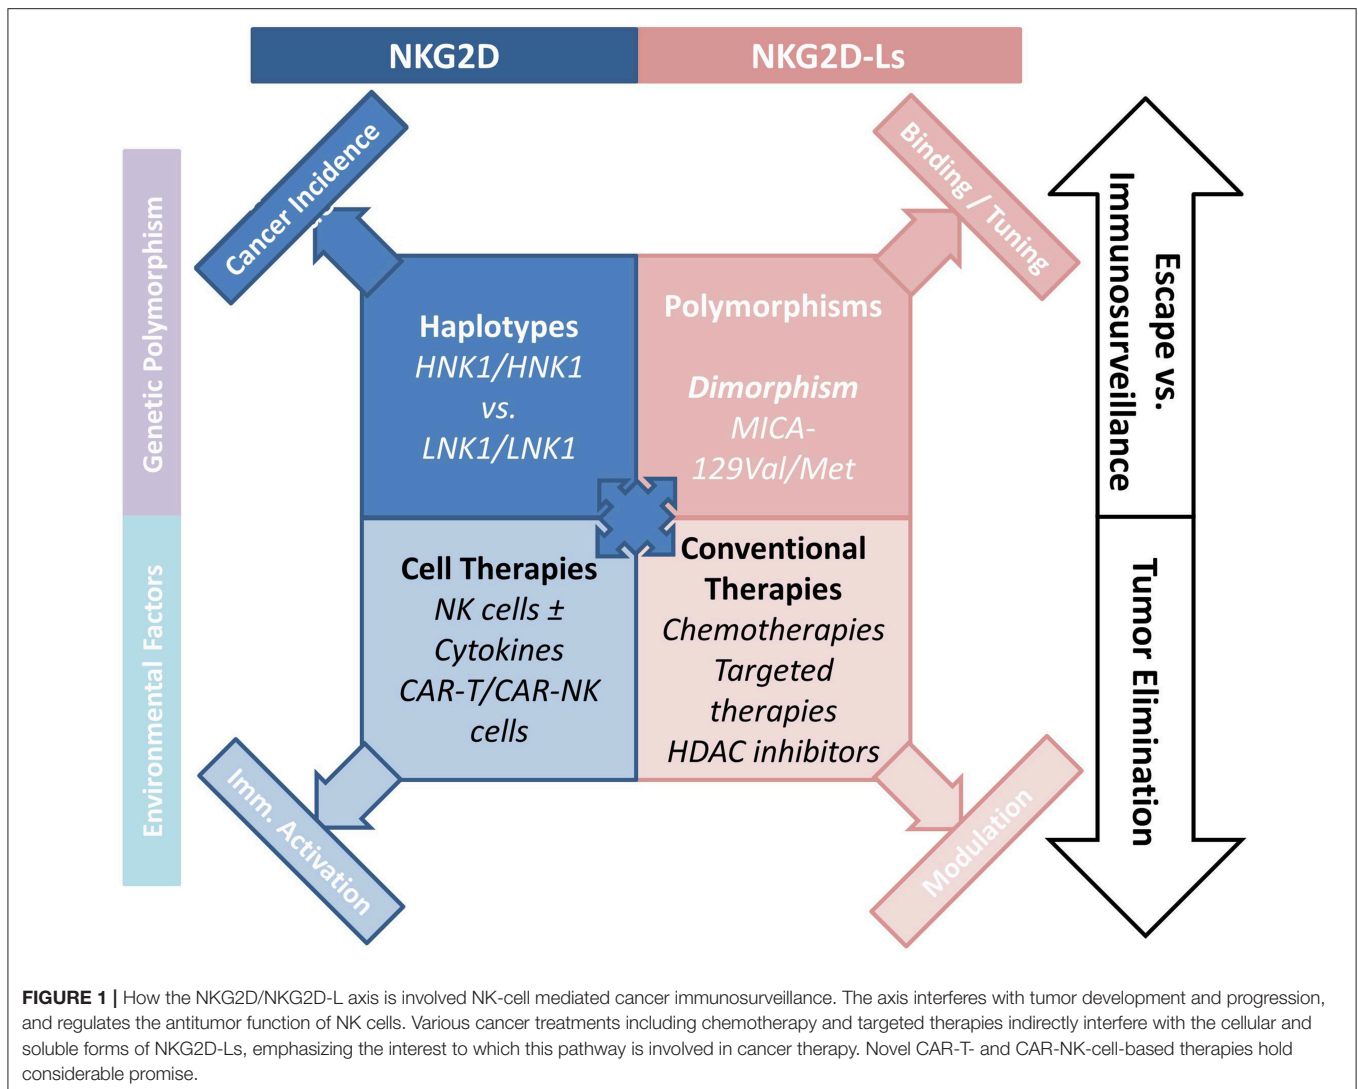 NKG2D
NKG2D-Ls
Cancer Incidence
Binding / Tuning
Genetic Polymorphism
Environmental Factors
Haplotypes
HNK1/HNK1
vs.
LNK1/LNK1
Polymorphisms
Dimorphism
MICA-
129Val/Met
Cell Therapies
NK cells ±
Cytokines
CAR-T/CAR-NK
cells
Conventional
Therapies
Chemotherapies
Targeted
therapies
HDAC inhibitors
Imm. Activation
Modulation
Escape vs.
Immunosurveillance
Tumor Elimination
FIGURE 1 | How the NKG2D/NKG2D-L axis is involved NK-cell mediated cancer immunosurveillance. The axis interferes with tumor development and progression,
and regulates the antitumor function of NK cells. Various cancer treatments including chemotherapy and targeted therapies indirectly interfere with the cellular and
soluble forms of NKG2D-Ls, emphasizing the interest to which this pathway is involved in cancer therapy. Novel CAR-T- and CAR-NK-cell-based therapies hold
considerable promise.